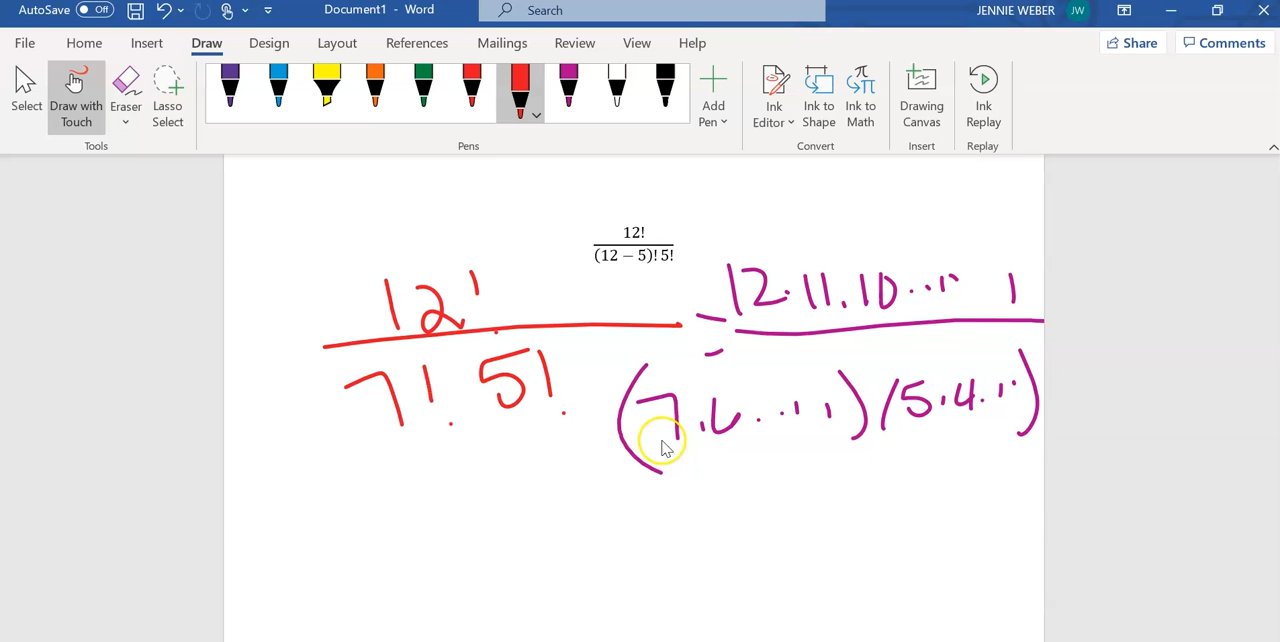 AutoSave Off Document1 - Word Search JENNIE WEBER JW
File Home Insert Draw Design Layout References Mailings Review View Help Share Comments
Select Draw with Touch Eraser Lasso Select Add Pen Ink Editor Ink to Shape Ink to Math Drawing Canvas Ink Replay
Tools Pens Convert Insert Replay
12!
(12 − 5)! 5!
12!
7! 5!
= 12·11·10... 1
(7·6....) (5·4..)